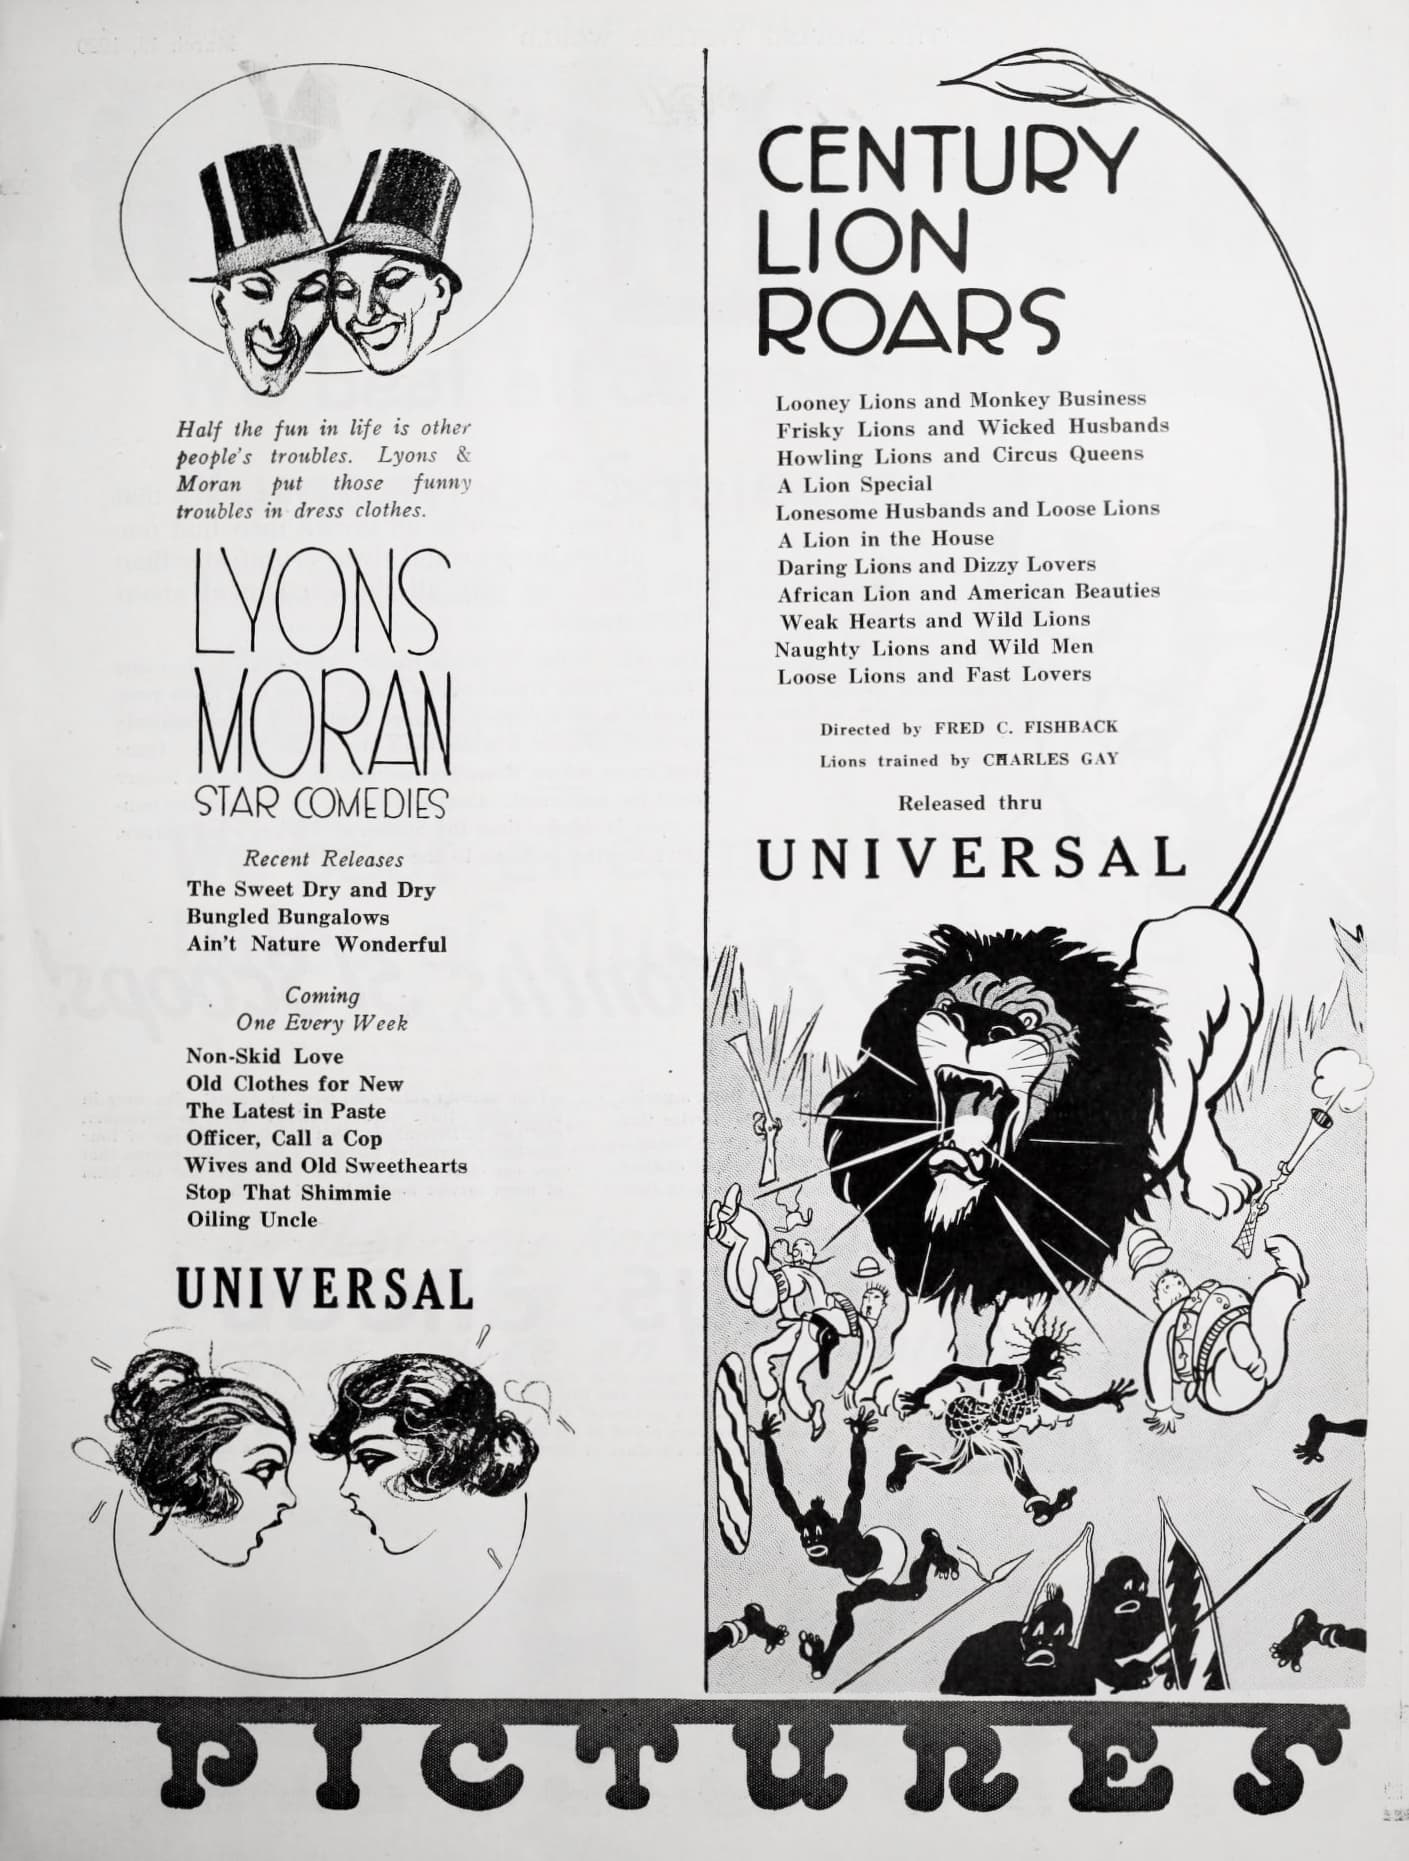 Half the fun in life is other
people's troubles. Lyons &
Moran put those funny
troubles in dress clothes.
LYONS
MORAN
STAR COMEDIES
Recent Releases
The Sweet Dry and Dry
Bungled Bungalows
Ain't Nature Wonderful
Coming
One Every Week
Non-Skid Love
Old Clothes for New
The Latest in Paste
Officer, Call a Cop
Wives and Old Sweethearts
Stop That Shimmie
Oiling Uncle
UNIVERSAL
CENTURY
LION
ROARS
Looney Lions and Monkey Business
Frisky Lions and Wicked Husbands
Howling Lions and Circus Queens
A Lion Special
Lonesome Husbands and Loose Lions
A Lion in the House
Daring Lions and Dizzy Lovers
African Lion and American Beauties
Weak Hearts and Wild Lions
Naughty Lions and Wild Men
Loose Lions and Fast Lovers
Directed by FRED C. FISHBACK
Lions trained by CHARLES GAY
Released thru
UNIVERSAL
PICTURES